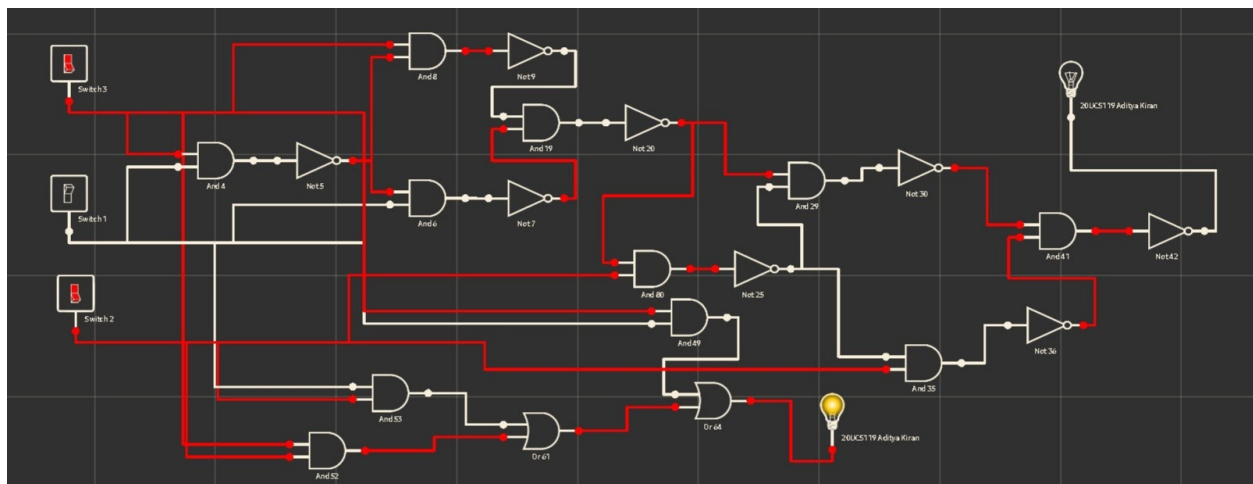 Switch 3
And 8
Not 9
And 19
Not 20
And 4
Not 5
Switch 1
And 6
Not 7
And 29
Not 30
And 41
Not 42
20UCS119 Aditya Kiran
Switch 2
And 80
Not 25
And 49
Not 36
And 35
And 53
Or 61
Or 64
20UCS119 Aditya Kiran
And 52